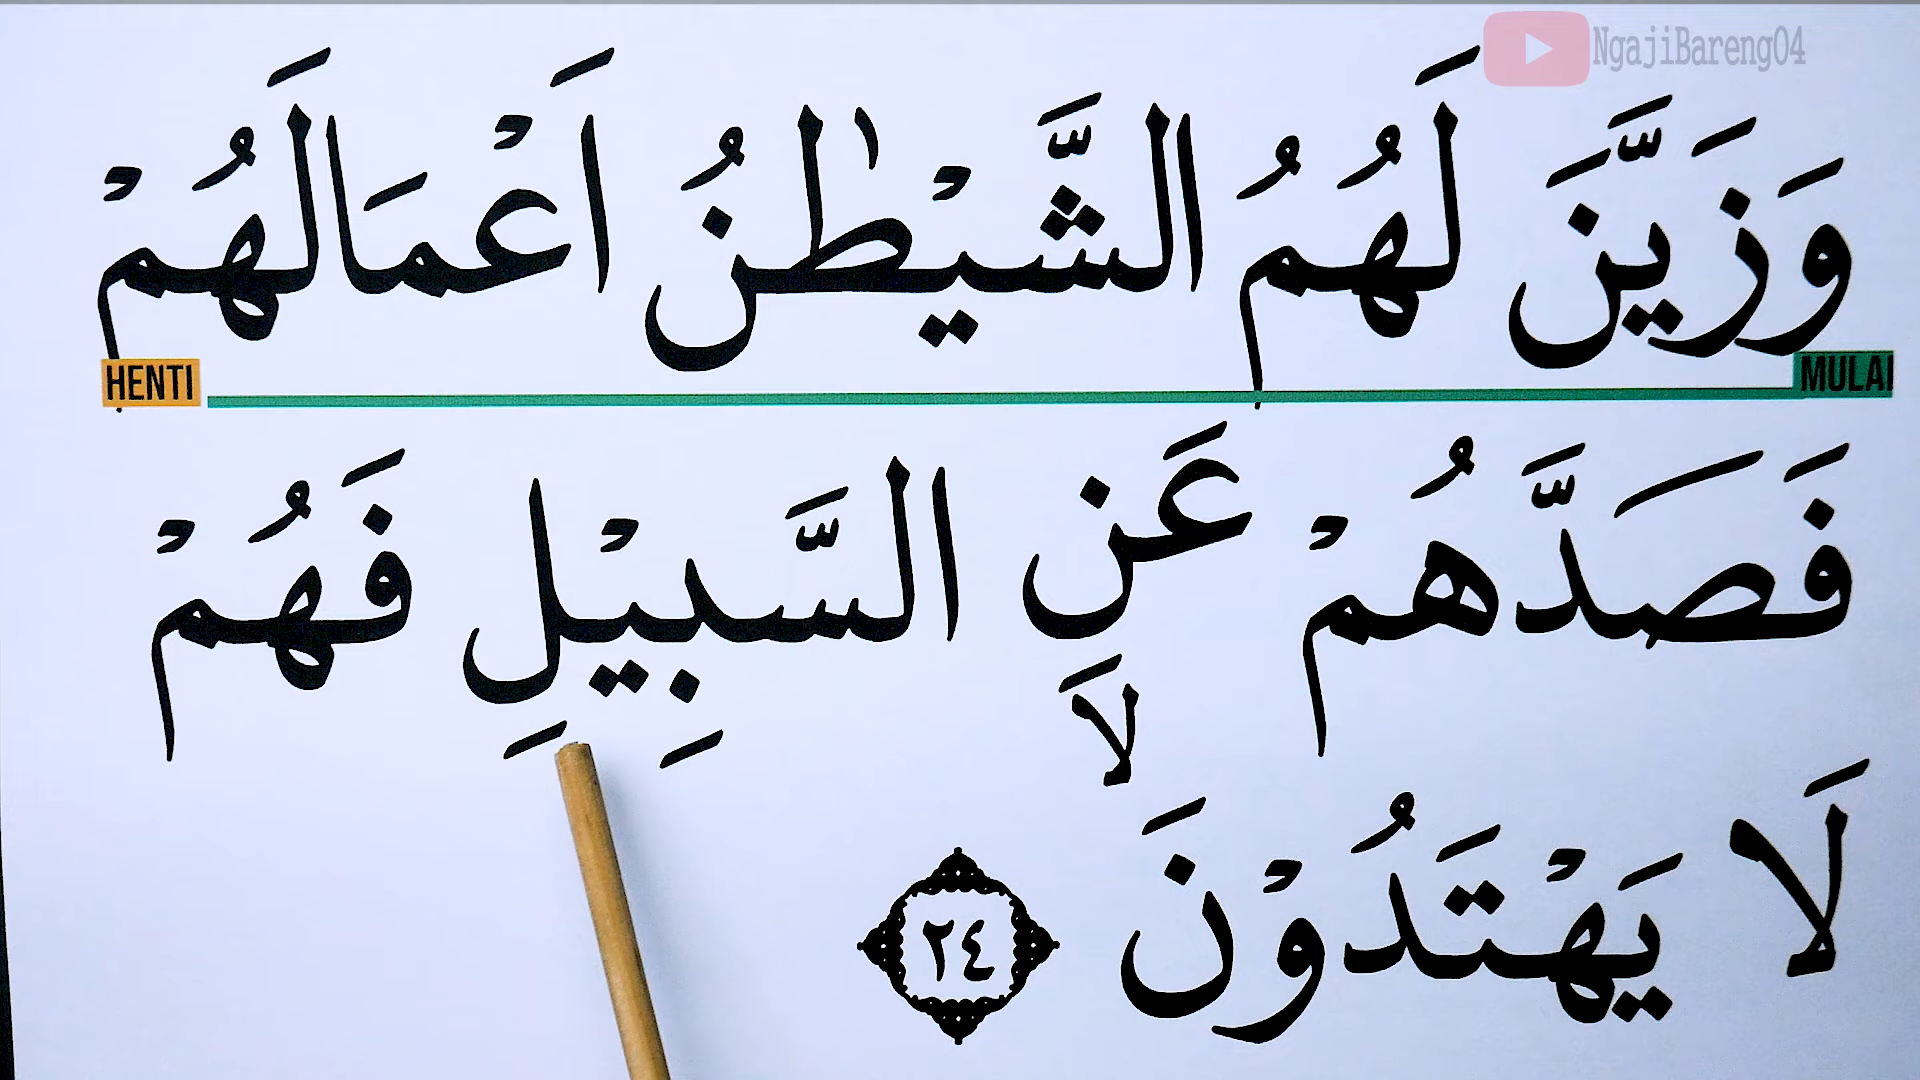 NgajiBareng04
وَزَيَّنَ لَهُمُ الشَّيْطٰنُ اَعْمَالَهُمْ
HENTI MULAI
فَصَدَّهُمْ عَنِ السَّبِيْلِ فَهُمْ
لَا يَهْتَدُوْنَ ۙ ٢٤